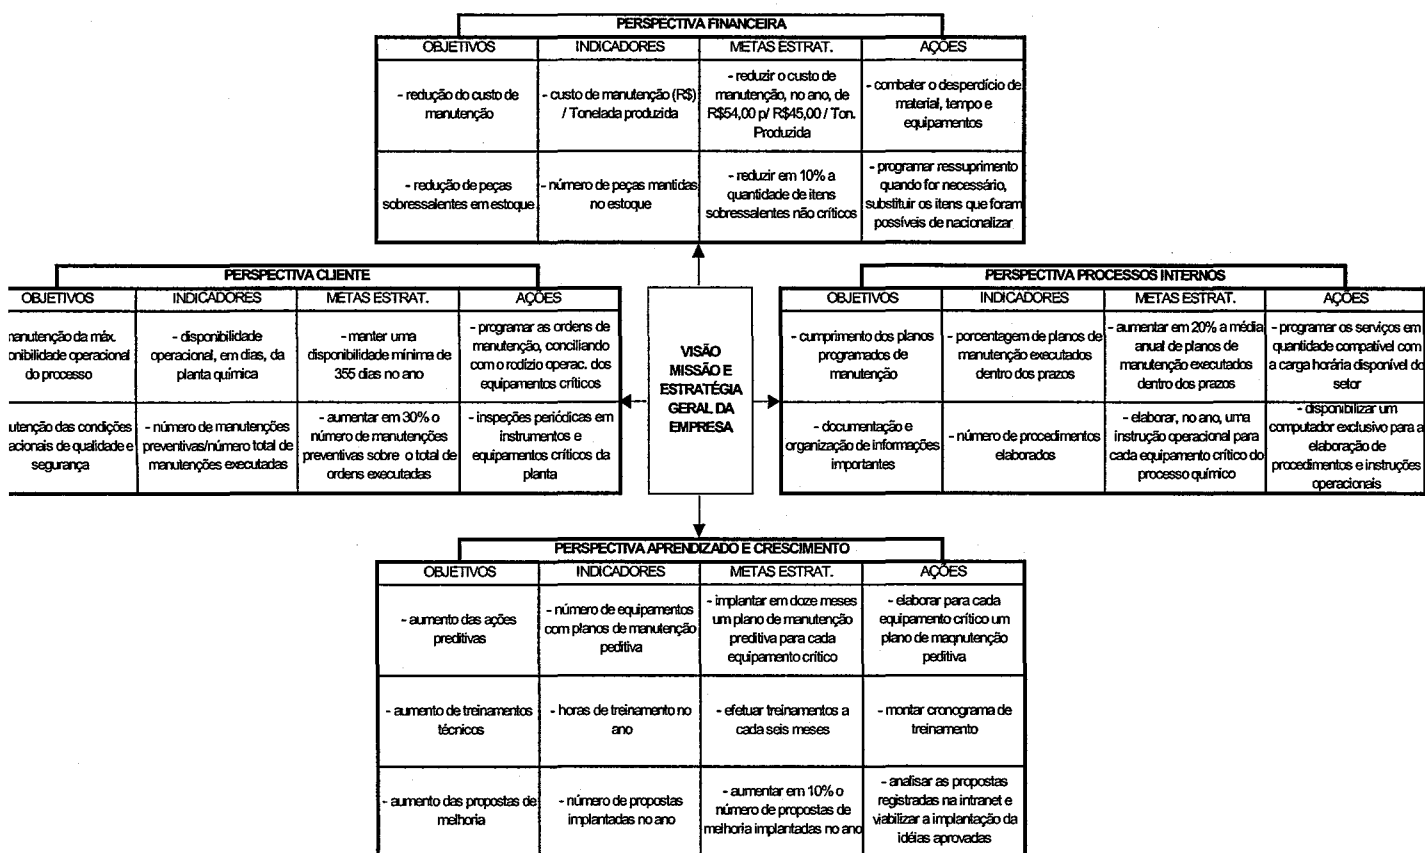 PERSPECTIVA FINANCEIRA
OBJETIVOS
INDICADORES
METAS ESTRAT.
AÇÕES
- redução do custo de
manutenção
- custo de manutenção (R$)
/ Tonelada produzida
- reduzir o custo de
manutenção, no ano, de
R$54,00 p/ R$45,00 / Ton.
Produzida
- combater o desperdício de
material, tempo e
equipamentos
- redução de peças
sobressalentes em estoque
- número de peças mantidas
no estoque
- reduzir em 10% a
quantidade de itens
sobressalentes não críticos
- programar ressuprimento
quando for necessário,
substituir os itens que foram
possíveis de nacionalizar
PERSPECTIVA CLIENTE
OBJETIVOS
INDICADORES
METAS ESTRAT.
AÇÕES
manutenção da máx.
onibilidade operacional
do processo
- disponibilidade
operacional, em dias, da
planta química
- manter uma
disponibilidade mínima de
355 dias no ano
- programar as ordens de
manutenção, conciliando
com o rodízio operac. dos
equipamentos críticos
utenção das condições
acionais de qualidade e
segurança
- número de manutenções
preventivas/número total de
manutenções executadas
- aumentar em 30% o
número de manutenções
preventivas sobre o total de
ordens executadas
- inspeções periódicas em
instrumentos e
equipamentos críticos da
planta
VISÃO
MISSÃO E
ESTRATÉGIA
GERAL DA
EMPRESA
PERSPECTIVA PROCESSOS INTERNOS
OBJETIVOS
INDICADORES
METAS ESTRAT.
AÇÕES
- cumprimento dos planos
programados de
manutenção
- porcentagem de planos de
manutenção executados
dentro dos prazos
- aumentar em 20% a média
anual de planos de
manutenção executados
dentro dos prazos
- programar os serviços em
quantidade compatível com
a carga horária disponível do
setor
- documentação e
organização de informações
importantes
- número de procedimentos
elaborados
- elaborar, no ano, uma
instrução operacional para
cada equipamento crítico do
processo químico
- disponibilizar um
computador exclusivo para a
elaboração de
procedimentos e instruções
operacionais
PERSPECTIVA APRENDIZADO E CRESCIMENTO
OBJETIVOS
INDICADORES
METAS ESTRAT.
AÇÕES
- aumento das ações
preditivas
- número de equipamentos
com planos de manutenção
peditiva
- implantar em doze meses
um plano de manutenção
preditiva para cada
equipamento crítico
- elaborar para cada
equipamento crítico um
plano de maqnutenção
peditiva
- aumento de treinamentos
técnicos
- horas de treinamento no
ano
- efetuar treinamentos a
cada seis meses
- montar cronograma de
treinamento
- aumento das propostas de
melhoria
- número de propostas
implantadas no ano
- aumentar em 10% o
número de propostas de
melhoria implantadas no ano
- analisar as propostas
registradas na intranet e
viabilizar a implantação da
idéias aprovadas